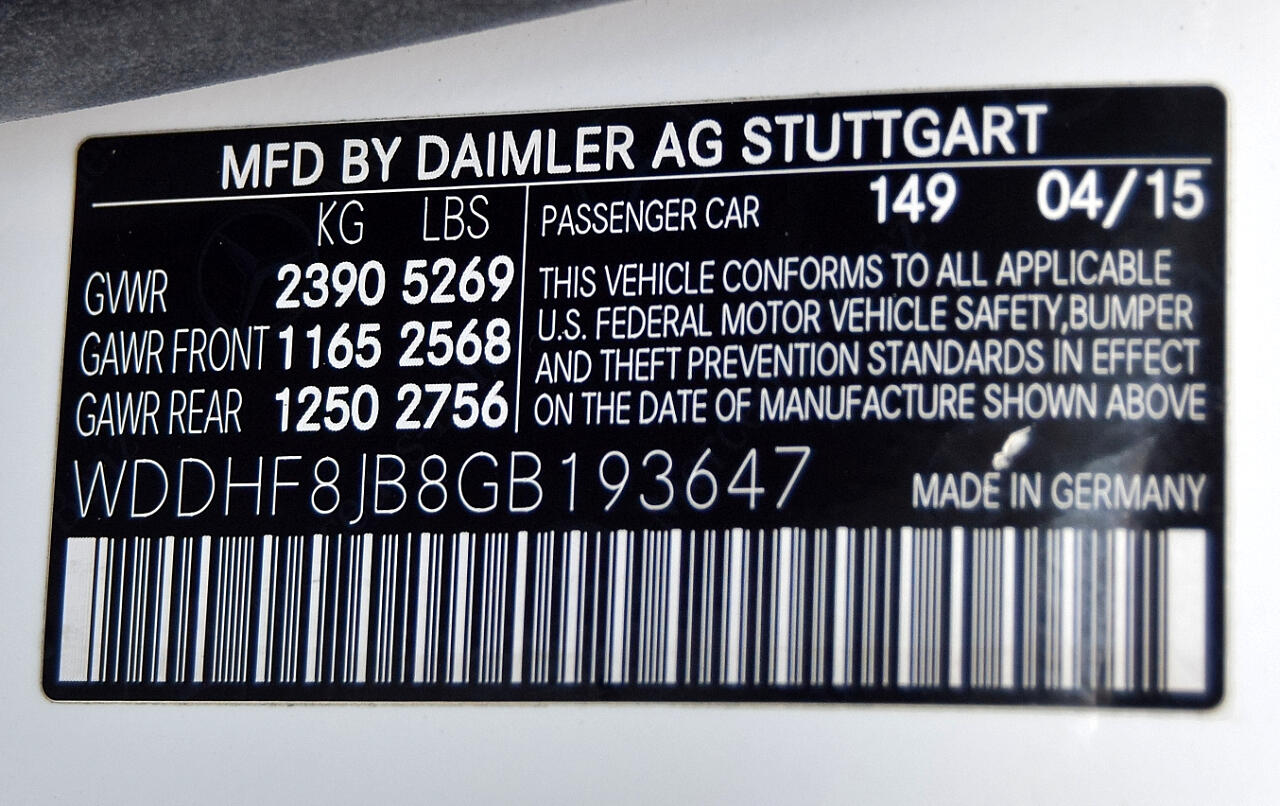 MFD BY DAIMLER AG STUTTGART
KG LBS
GVWR 2390 5269
GAWR FRONT 1165 2568
GAWR REAR 1250 2756
PASSENGER CAR 149 04/15
THIS VEHICLE CONFORMS TO ALL APPLICABLE
U.S. FEDERAL MOTOR VEHICLE SAFETY,BUMPER
AND THEFT PREVENTION STANDARDS IN EFFECT
ON THE DATE OF MANUFACTURE SHOWN ABOVE
WDDHF8JB8GB193647 MADE IN GERMANY